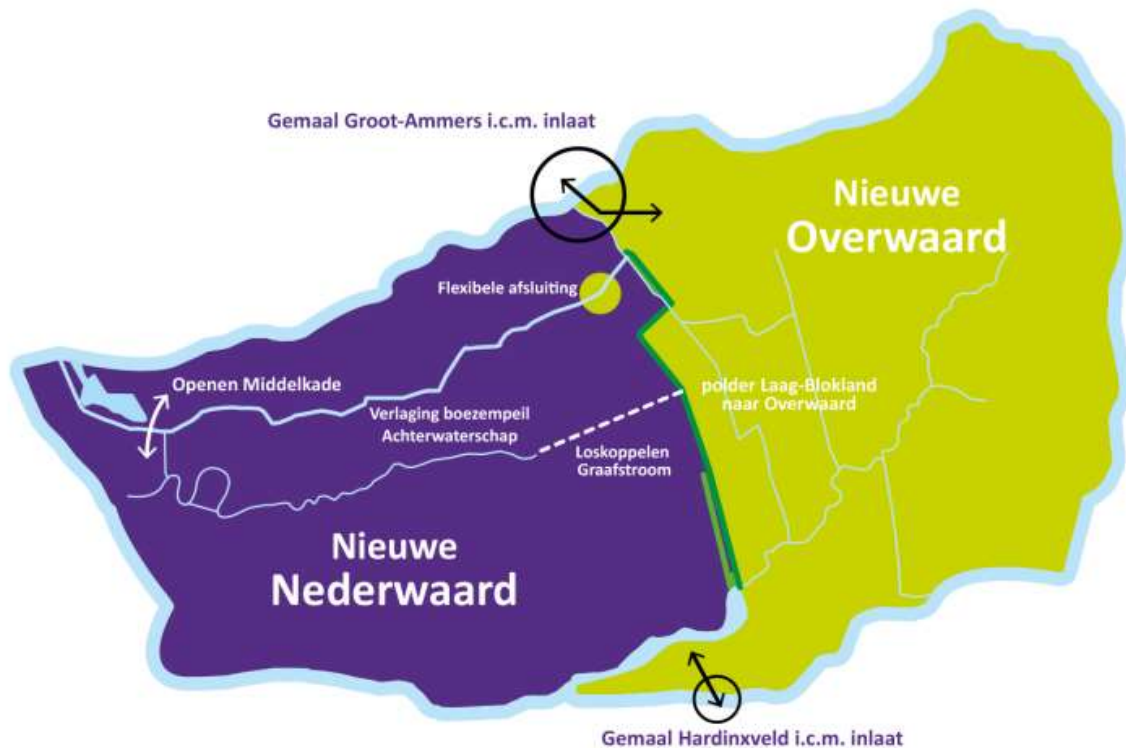 Gemaal Groot-Ammers i.c.m. inlaat
Nieuwe
Overwaard
Flexibele afsluiting
Openen Middelkade
polder Laag-Blokland
naar Overwaard
Verlaging boezempeil
Achterwaterschap
Loskoppelen
Graafstroom
Nieuwe
Nederwaard
Gemaal Hardinxveld i.c.m. inlaat